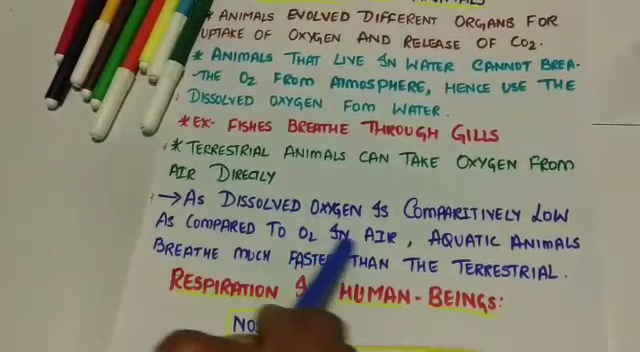 ANIMALS
* ANIMALS EVOLVED DIFFERENT ORGANS FOR
UPTAKE OF OXYGEN AND RELEASE OF CO2.
* ANIMALS THAT LIVE IN WATER CANNOT BREA-
-THE O2 FROM ATMOSPHERE, HENCE USE THE
DISSOLVED OXYGEN FOM WATER.
* EX- FISHES BREATHE THROUGH GILLS
* TERRESTRIAL ANIMALS CAN TAKE OXYGEN FROM
AIR DIRECTLY
→ AS DISSOLVED OXYGEN IS COMPARITIVELY LOW
AS COMPARED TO O2 IN AIR, AQUATIC ANIMALS
BREATHE MUCH FASTER THAN THE TERRESTRIAL.
RESPIRATION HUMAN-BEINGS: